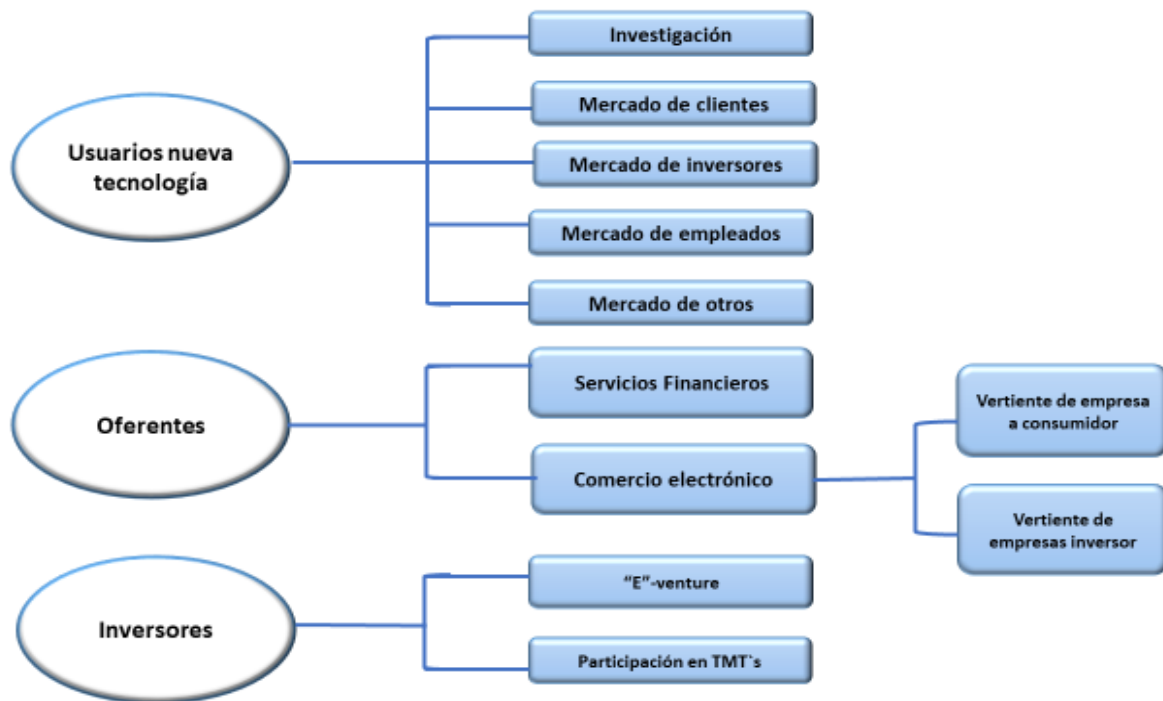 Usuarios nueva
tecnología
Investigación
Mercado de clientes
Mercado de inversores
Mercado de empleados
Mercado de otros
Oferentes
Servicios Financieros
Comercio electrónico
Vertiente de empresa
a consumidor
Vertiente de
empresas inversor
Inversores
“E”-venture
Participación en TMT`s